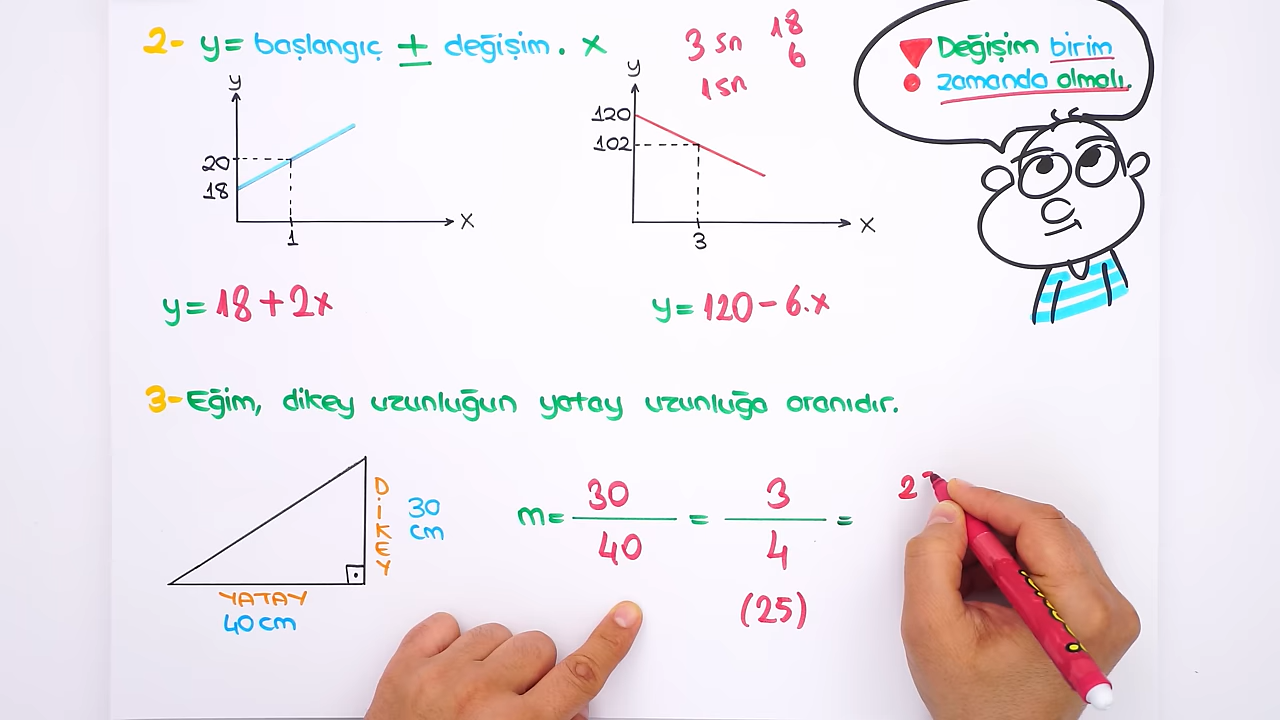 2- y = başlangıç ± değişim . x
3 sn 18
6
1 sn
Değişim birim
zamanda olmalı.
y
20
18
1
x
y
120
102
3
x
y = 18 + 2x
y = 120 - 6.x
3- Eğim, dikey uzunluğun yatay uzunluğa oranıdır.
DİKEY
30
cm
YATAY
40 cm
m = 30/40 = 3/4 =
(25)
2